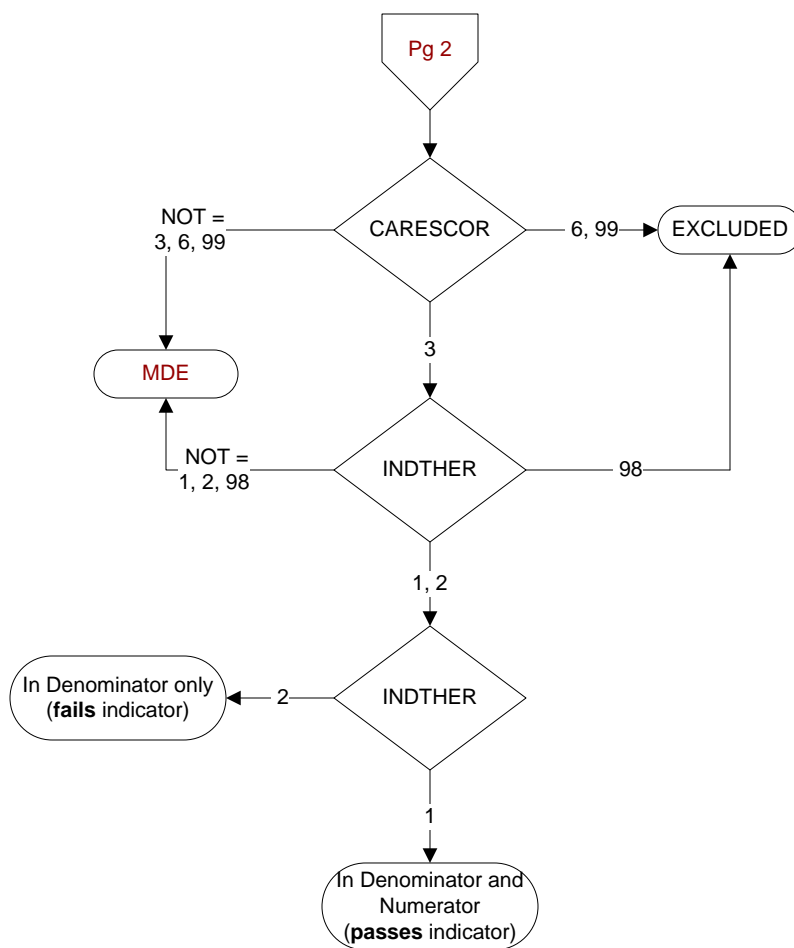 Pg 2
NOT =
3, 6, 99
CARESCOR
6, 99
EXCLUDED
3
MDE
NOT =
1, 2, 98
INDTHER
98
1, 2
In Denominator only
(fails indicator)
2
INDTHER
1
In Denominator and
Numerator
(passes indicator)